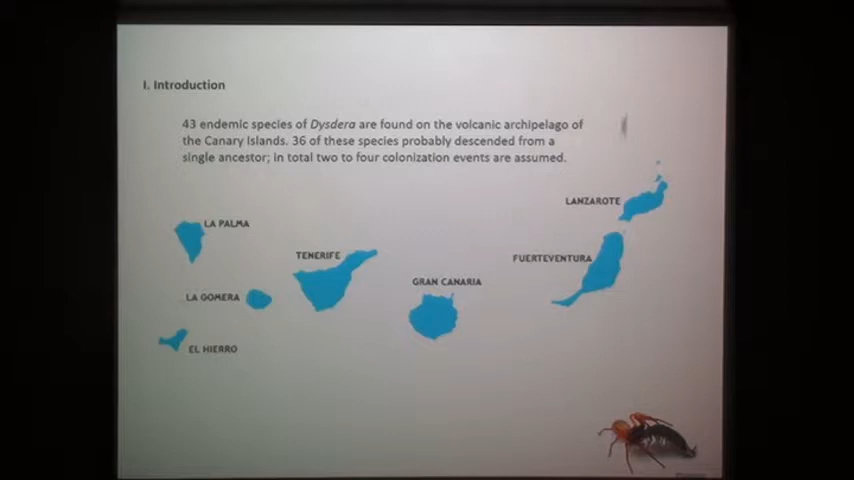 I. Introduction
43 endemic species of Dysdera are found on the volcanic archipelago of
the Canary Islands. 36 of these species probably descended from a
single ancestor; in total two to four colonization events are assumed.
LANZAROTE
LA PALMA
TENERIFE
FUERTEVENTURA
GRAN CANARIA
LA GOMERA
EL HIERRO